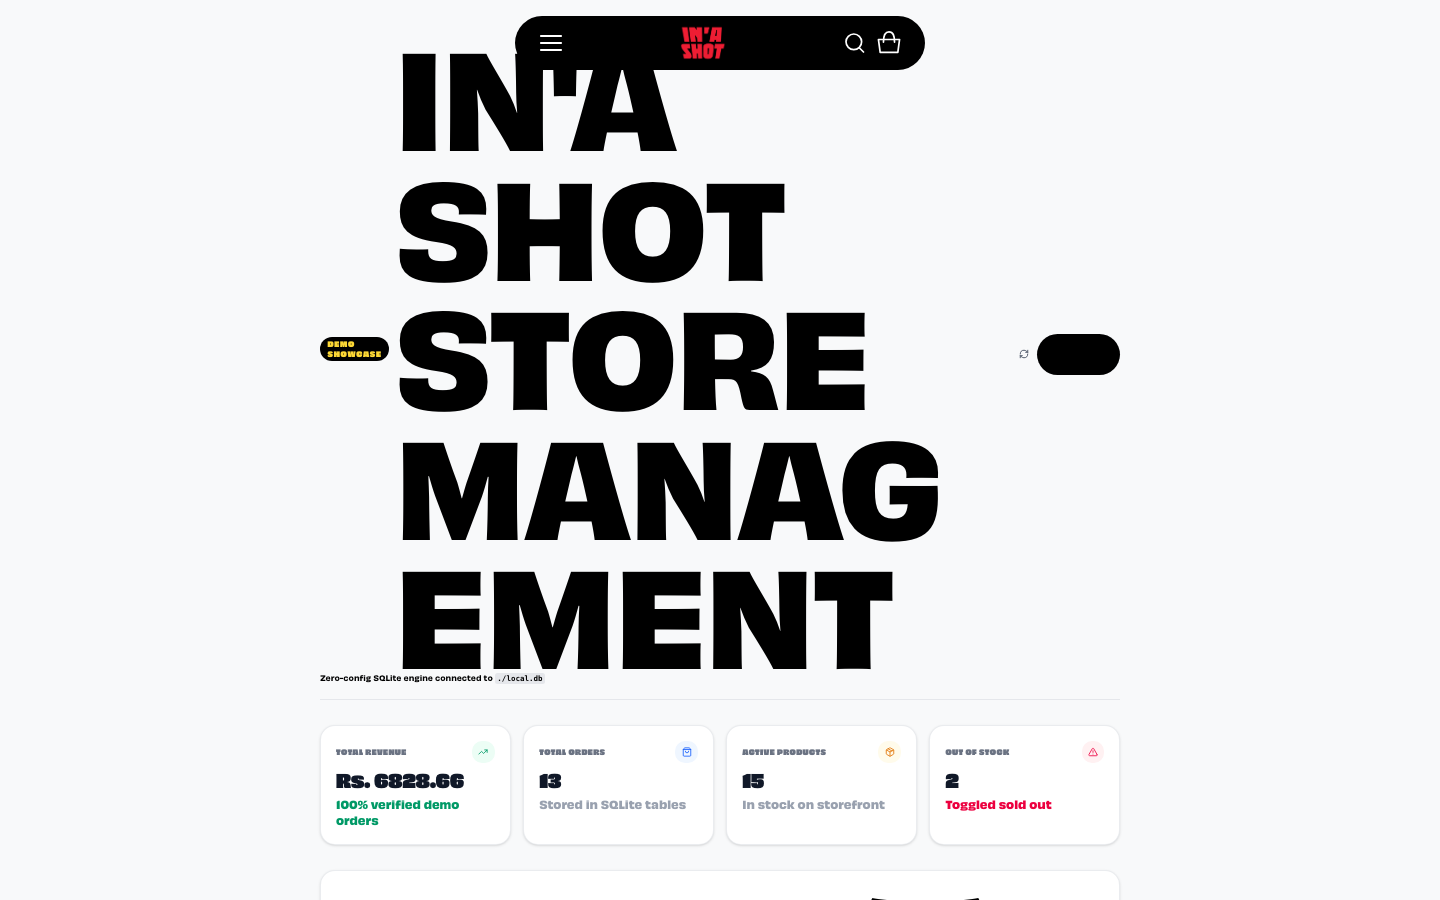 IN'A
SHOT
IN'A
SHOT
STORE
MANAG
EMENT
DEMO
SHOWCASE
Zero-config SQLite engine connected to ./local.db
TOTAL REVENUE
Rs. 6828.66
100% verified demo
orders
TOTAL ORDERS
13
Stored in SQLite tables
ACTIVE PRODUCTS
15
In stock on storefront
OUT OF STOCK
2
Toggled sold out